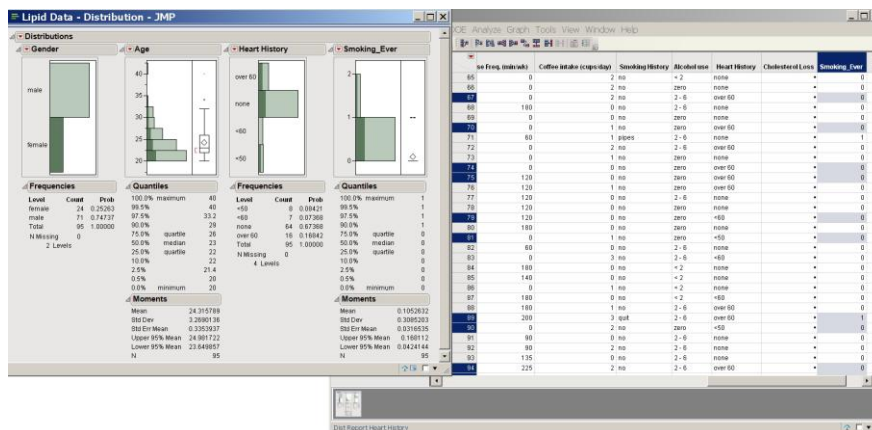 Lipid Data - Distribution - JMP
Distributions
Gender
male
female
Frequencies
Level Count Prob
female 24 0.25263
male 71 0.74737
Total 95 1.00000
N Missing 0
2 Levels
Age
40
35
30
25
20
Quantiles
100.0% maximum 40
99.5% 40
97.5% 33.2
90.0% 28
75.0% quartile 26
50.0% median 23
25.0% quartile 22
10.0% 22
2.5% 21.4
0.5% 20
0.0% minimum 20
Moments
Mean 24.315789
Std Dev 3.2690136
Std Err Mean 0.3353937
Upper 95% Mean 24.981722
Lower 95% Mean 23.649857
N 95
Heart History
over 60
none
<60
<50
Frequencies
Level Count Prob
<50 8 0.08421
<60 7 0.07368
none 64 0.67368
over 60 16 0.16842
Total 95 1.00000
N Missing 0
4 Levels
Smoking_Ever
2
1
0
Quantiles
100.0% maximum 1
99.5% 1
97.5% 1
90.0% 1
75.0% quartile 0
50.0% median 0
25.0% quartile 0
10.0% 0
2.5% 0
0.5% 0
0.0% minimum 0
Moments
Mean 0.1052632
Std Dev 0.3085203
Std Err Mean 0.0316535
Upper 95% Mean 0.168112
Lower 95% Mean 0.0424144
N 95
DOE Analyze Graph Tools View Window Help
se Freq. (min/wk) Coffee intake (cups/day) Smoking History Alcohol use Heart History Cholesterol Loss Smoking_Ever
65 0 2 no < 2 none • 0
66 0 2 no zero none • 0
67 0 2 no 2 - 6 over 60 • 0
68 180 0 no 2 - 6 none • 0
69 0 0 no zero none • 0
70 0 1 no zero over 60 • 0
71 60 1 pipes 2 - 6 none • 1
72 0 2 no 2 - 6 over 60 • 0
73 0 1 no zero none • 0
74 0 0 no zero over 60 • 0
75 120 0 no zero over 60 • 0
76 120 1 no zero over 60 • 0
77 120 0 no 2 - 6 none • 0
78 120 0 no zero none • 0
79 120 0 no zero <60 • 0
80 180 0 no zero none • 0
81 0 1 no zero <50 • 0
82 60 0 no 2 - 6 none • 0
83 0 3 no 2 - 6 <60 • 0
84 180 0 no < 2 none • 0
85 140 0 no < 2 none • 0
86 0 1 no < 2 none • 0
87 180 0 no < 2 <60 • 0
88 180 1 no 2 - 6 over 60 • 0
89 200 3 quit 2 - 6 over 60 • 1
90 0 2 no zero <50 • 0
91 90 0 no 2 - 6 none • 0
92 80 0 no 2 - 6 none • 0
93 135 0 no 2 - 6 none • 0
94 225 2 no 2 - 6 over 60 • 0
Dist Report Heart History